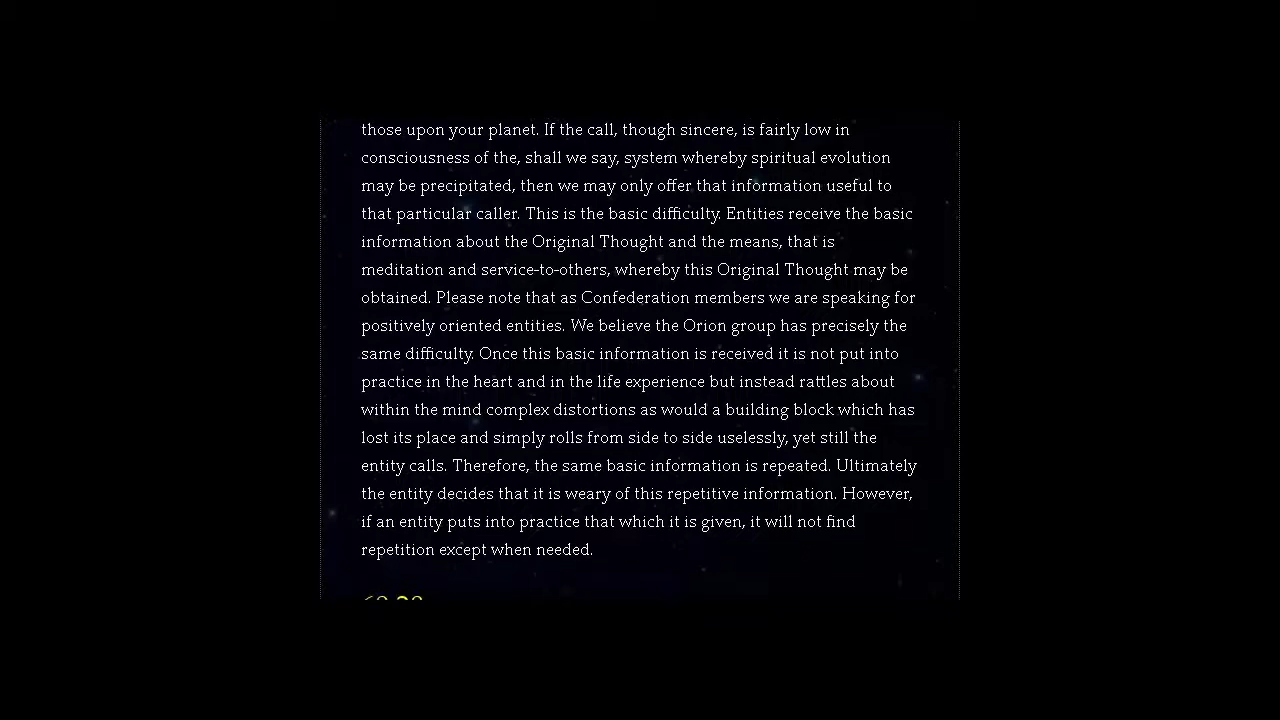 those upon your planet. If the call, though sincere, is fairly low in
consciousness of the, shall we say, system whereby spiritual evolution
may be precipitated, then we may only offer that information useful to
that particular caller. This is the basic difficulty. Entities receive the basic
information about the Original Thought and the means, that is
meditation and service-to-others, whereby this Original Thought may be
obtained. Please note that as Confederation members we are speaking for
positively oriented entities. We believe the Orion group has precisely the
same difficulty. Once this basic information is received it is not put into
practice in the heart and in the life experience but instead rattles about
within the mind complex distortions as would a building block which has
lost its place and simply rolls from side to side uselessly, yet still the
entity calls. Therefore, the same basic information is repeated. Ultimately
the entity decides that it is weary of this repetitive information. However,
if an entity puts into practice that which it is given, it will not find
repetition except when needed.